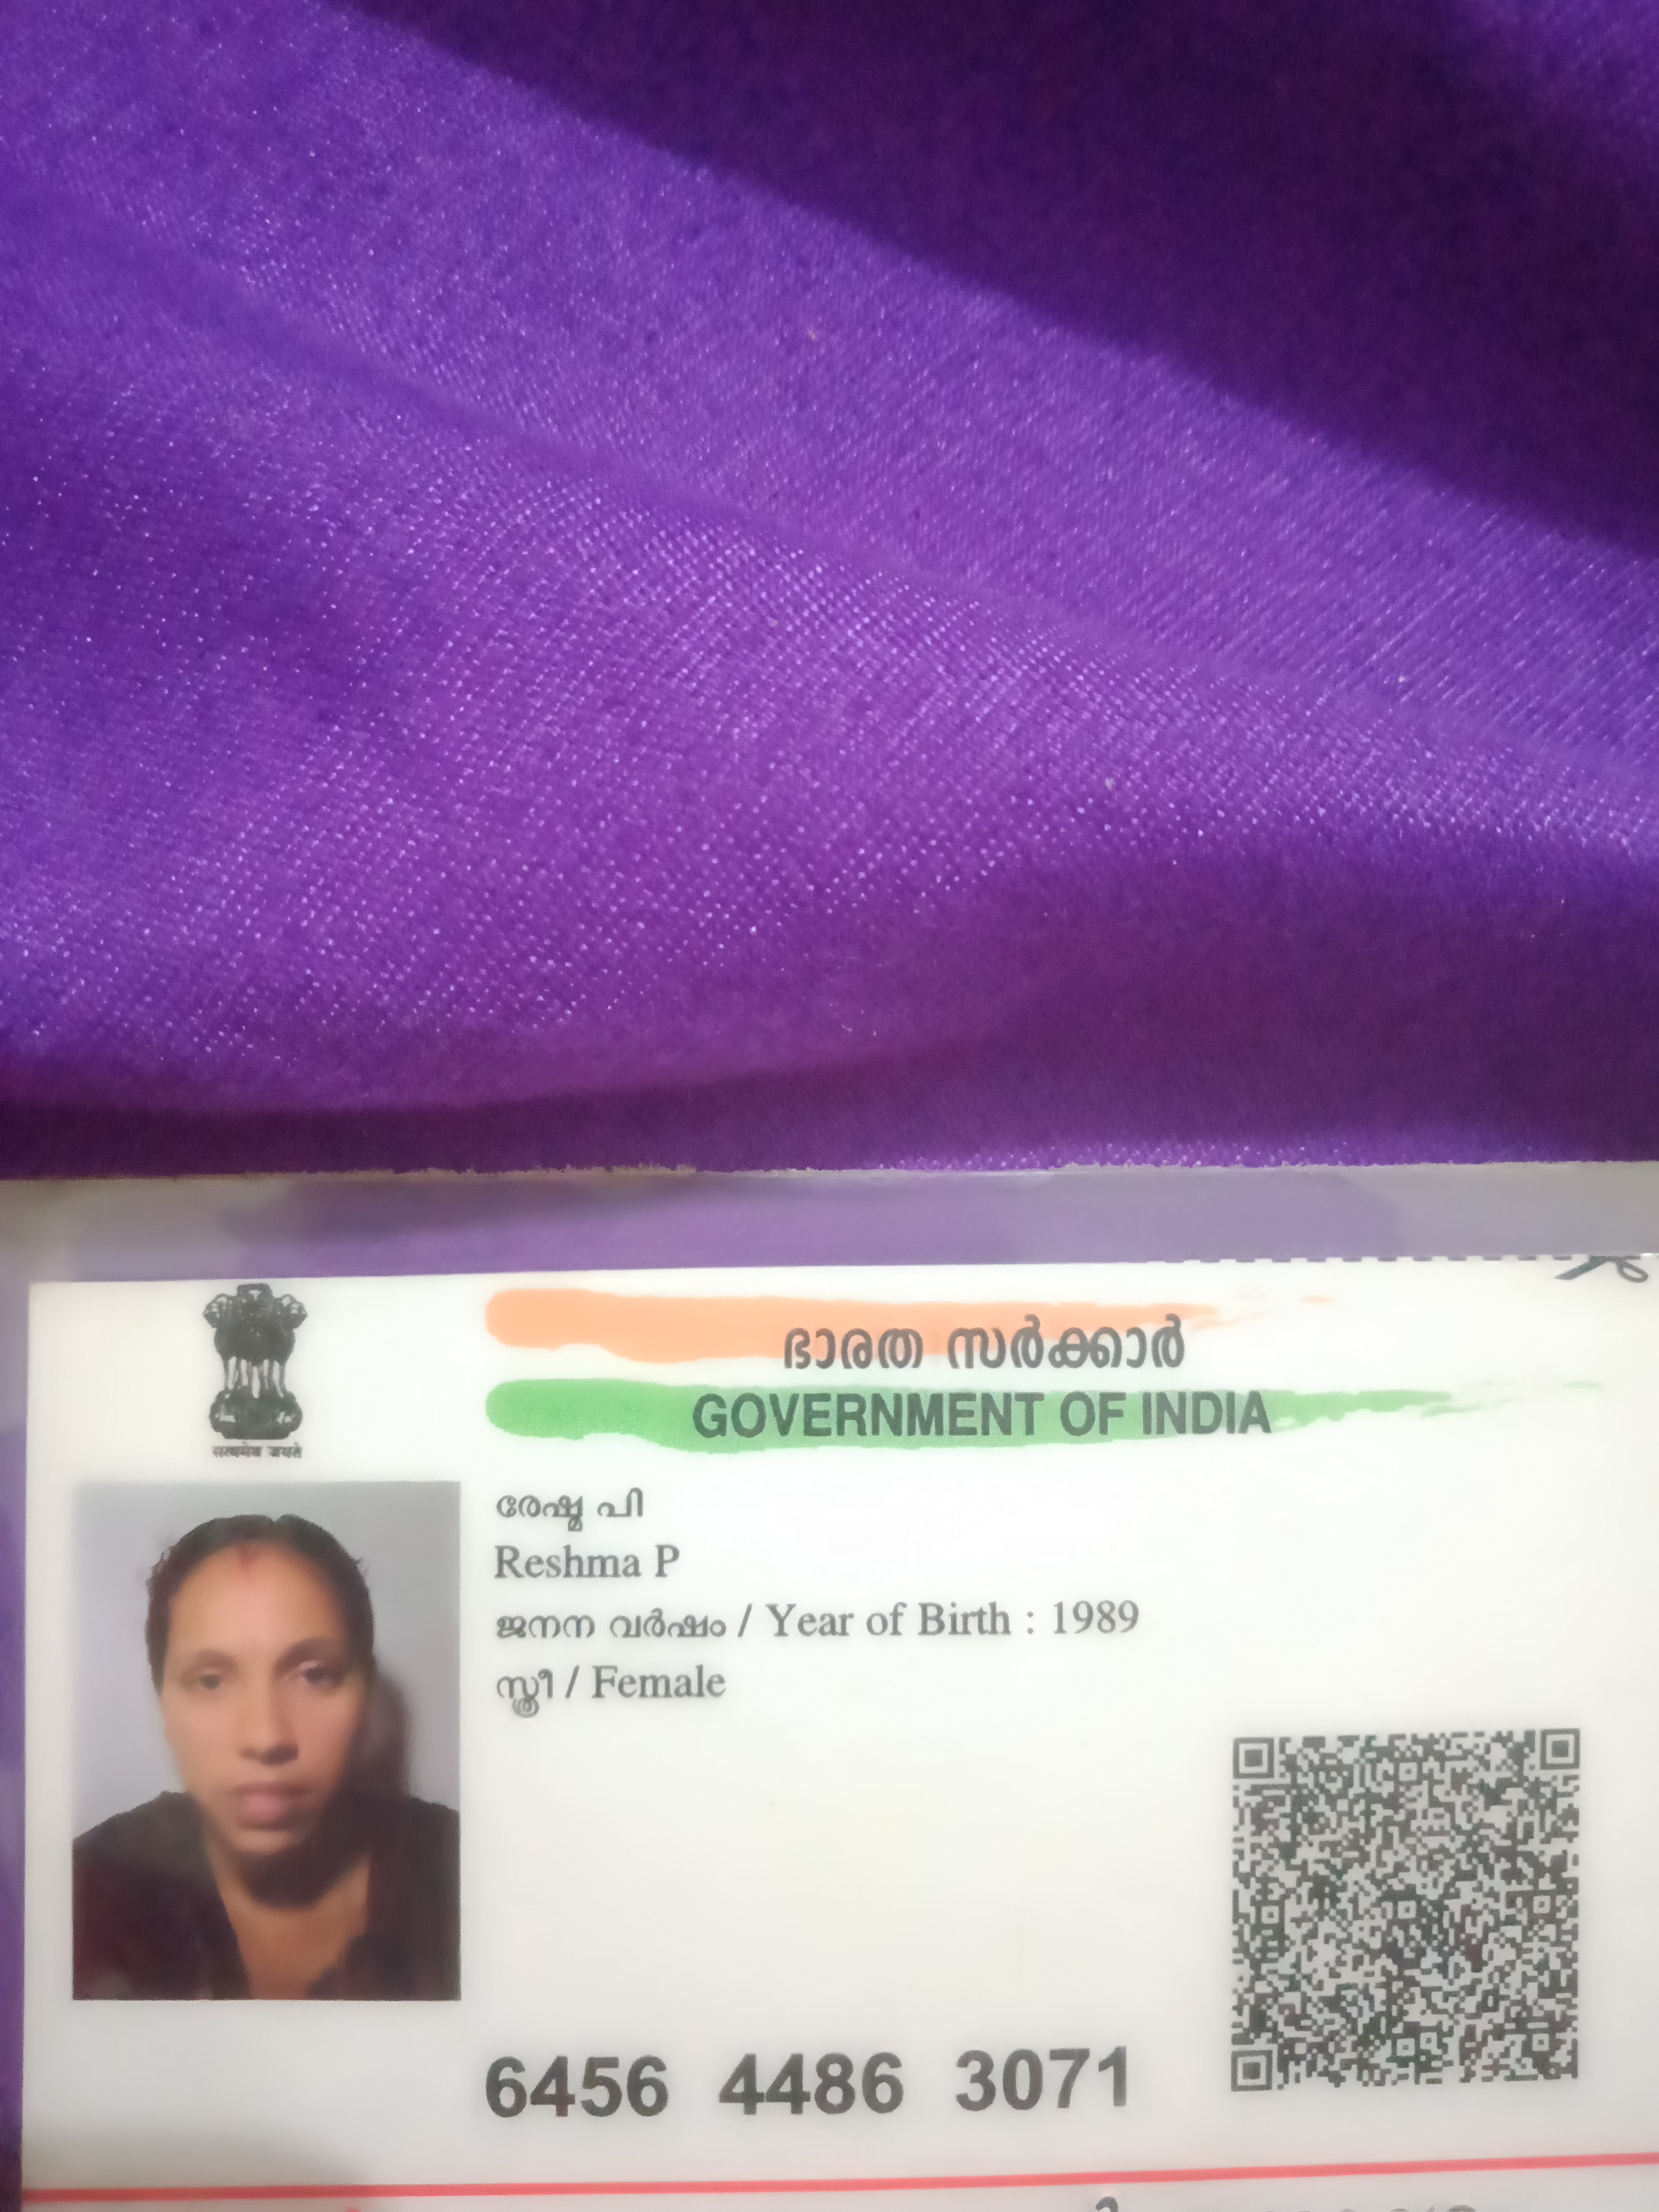 सत्यमेव जयते
ഭാരത സർക്കാർ
GOVERNMENT OF INDIA
രേഷ്മ പി
Reshma P
ജനന വർഷം / Year of Birth : 1989
സ്ത്രീ / Female
6456 4486 3071